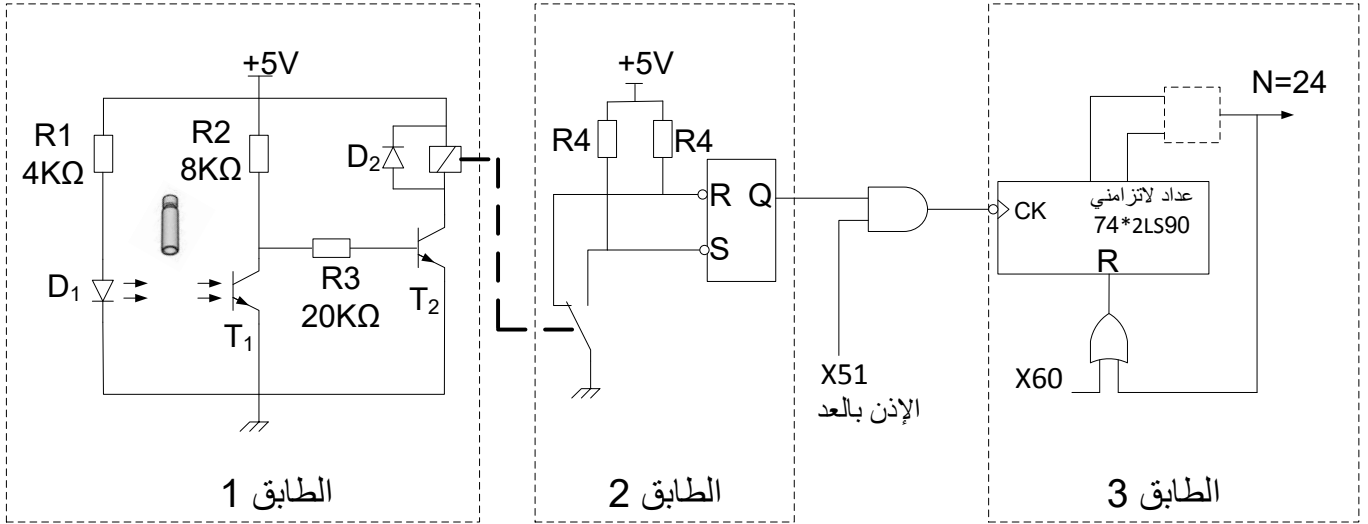 +5V
R1
4KΩ
R2
8KΩ
D2
D1
T1
R3
20KΩ
T2
الطابق 1
+5V
R4
R4
R
Q
S
الطابق 2
X51
الإذن بالعد
N=24
CK
عداد لاتزامني
74*2LS90
R
X60
الطابق 3